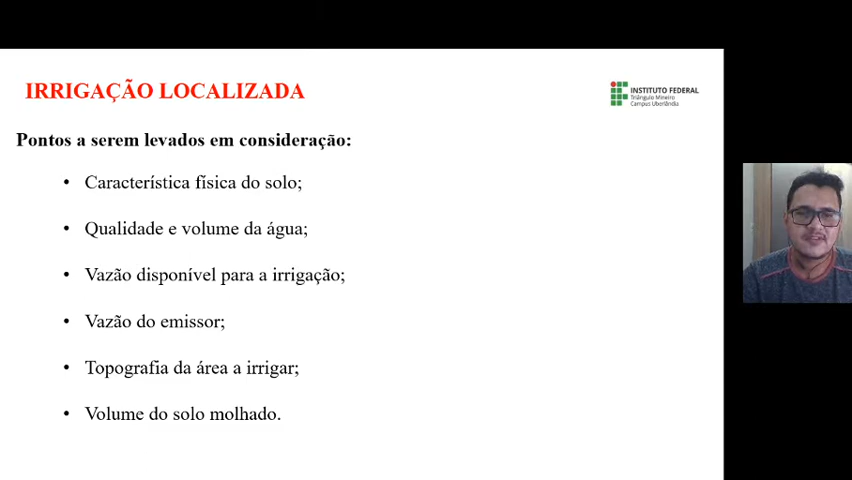 IRRIGAÇÃO LOCALIZADA
INSTITUTO FEDERAL
Triângulo Mineiro
Campus Uberlândia
Pontos a serem levados em consideração:
• Característica física do solo;
• Qualidade e volume da água;
• Vazão disponível para a irrigação;
• Vazão do emissor;
• Topografia da área a irrigar;
• Volume do solo molhado.